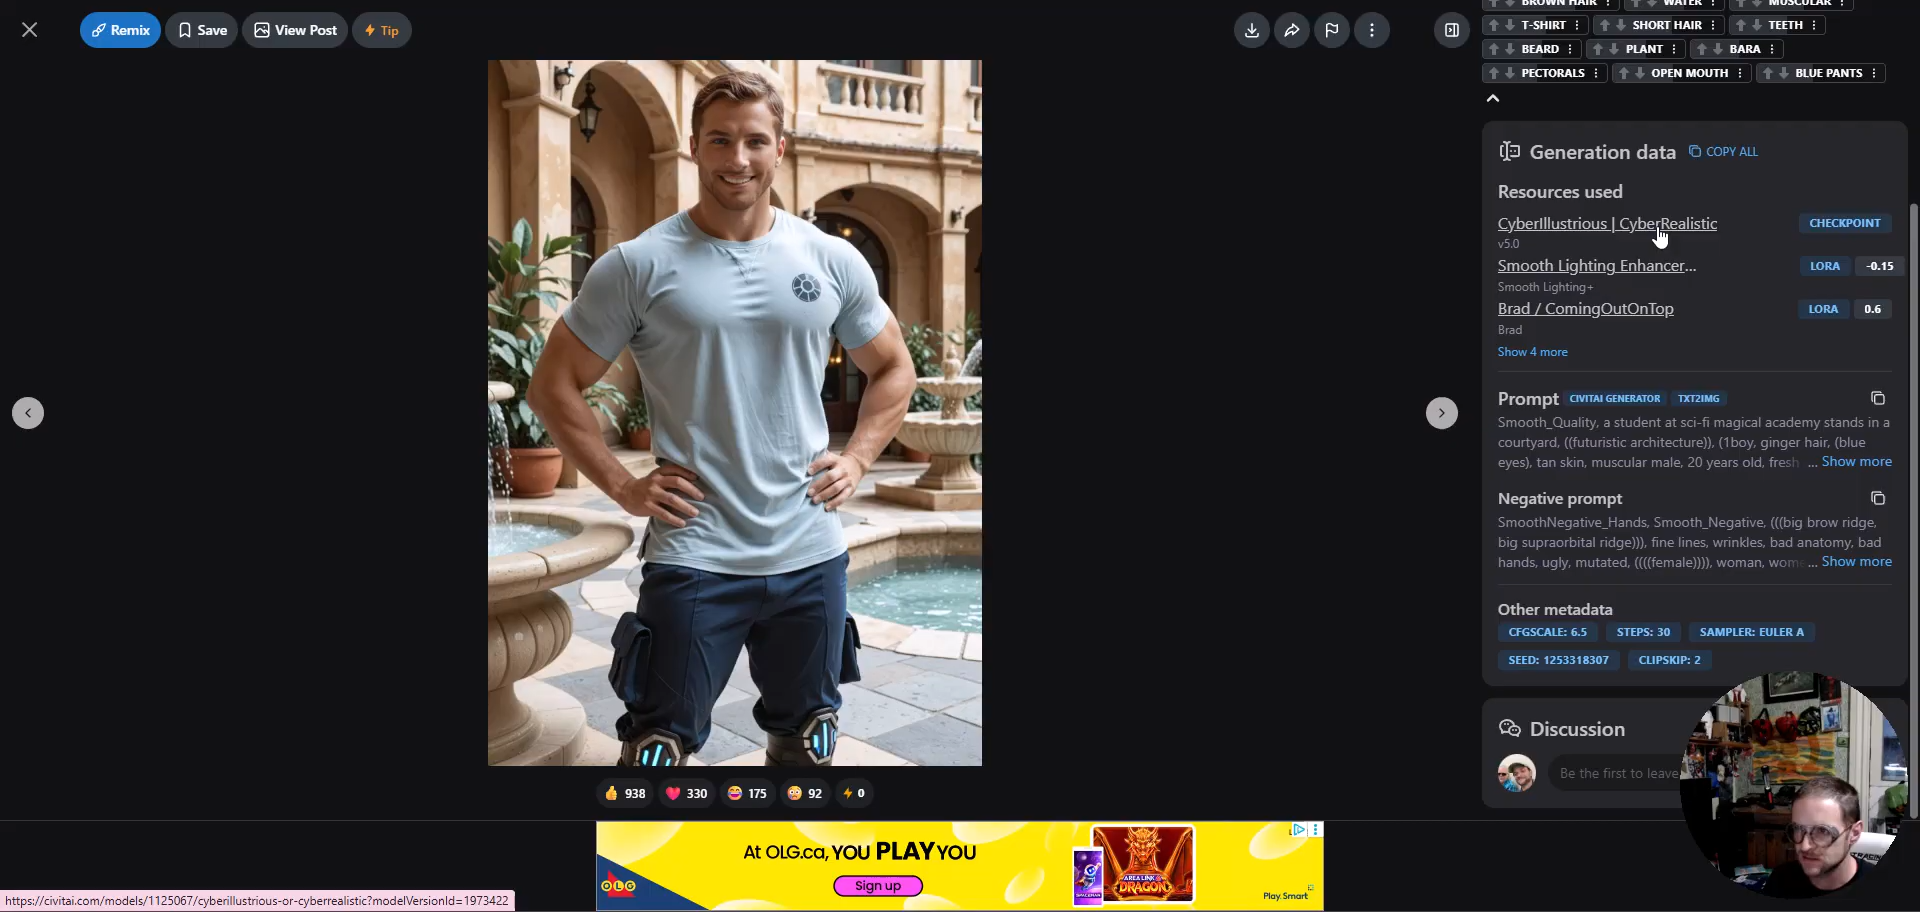 Remix
Save
View Post
Tip
BROWN HAIR
WATER
MUSCULAR
T-SHIRT
SHORT HAIR
TEETH
BEARD
PLANT
BARA
PECTORALS
OPEN MOUTH
BLUE PANTS
Generation data
COPY ALL
Resources used
CyberIllustrious | CyberRealistic
CHECKPOINT
v5.0
Smooth Lighting Enhancer...
LORA
-0.15
Smooth Lighting+
Brad / ComingOutOnTop
LORA
0.6
Brad
Show 4 more
Prompt
CIVITAI GENERATOR
TXT2IMG
Smooth_Quality, a student at sci-fi magical academy stands in a
courtyard, ((futuristic architecture)), (1boy, ginger hair, (blue
eyes), tan skin, muscular male, 20 years old, fresh ... Show more
Negative prompt
SmoothNegative_Hands, Smooth_Negative, (((big brow ridge,
big supraorbital ridge))), fine lines, wrinkles, bad anatomy, bad
hands, ugly, mutated, ((((female)))), woman, wom ... Show more
Other metadata
CFGSCALE: 6.5
STEPS: 30
SAMPLER: EULER A
SEED: 1253318307
CLIPSKIP: 2
Discussion
Be the first to leave
938
330
175
92
0
At OLG.ca, YOU PLAY YOU
Sign up
OLG
AREA LINK
DRAGON
Play.Smart
https://civitai.com/models/1125067/cyberillustrious-or-cyberrealistic?modelVersionId=1973422